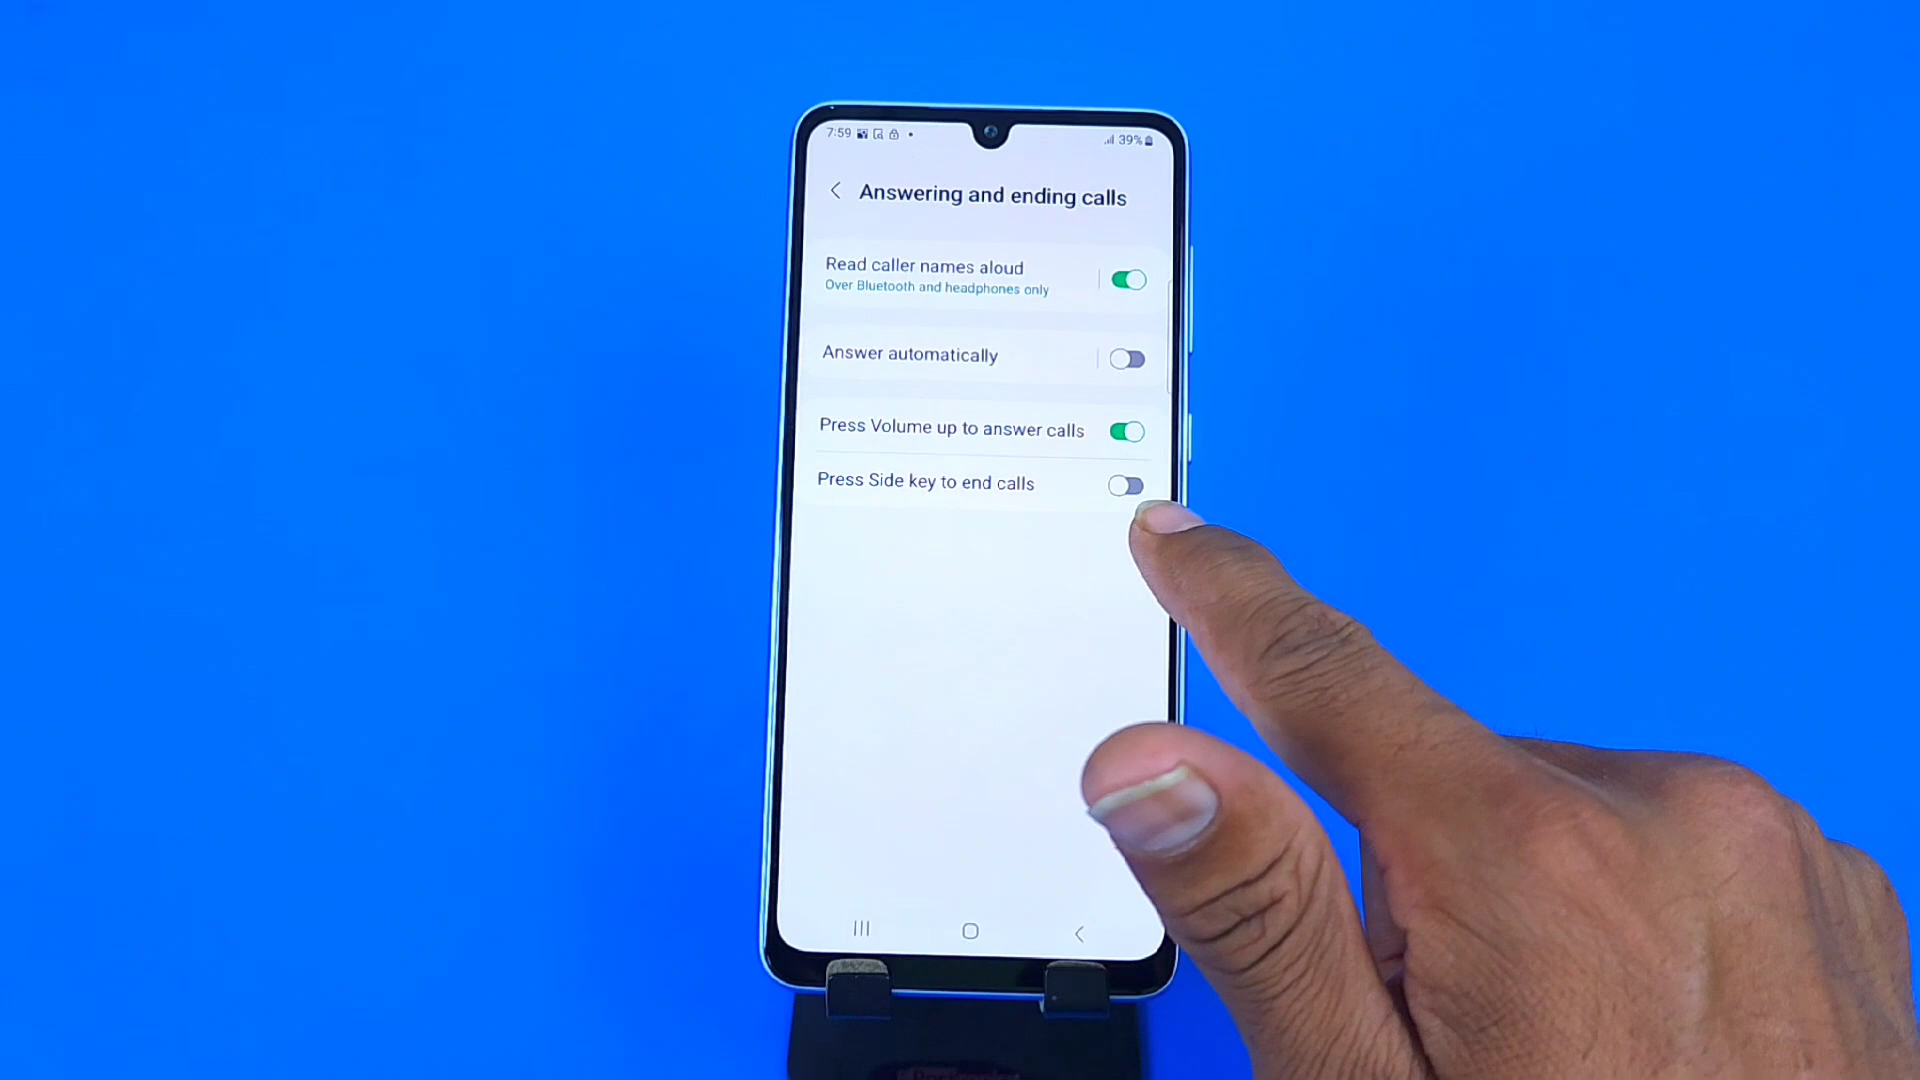 7:59
39%
Answering and ending calls
Read caller names aloud
Over Bluetooth and headphones only
Answer automatically
Press Volume up to answer calls
Press Side key to end calls